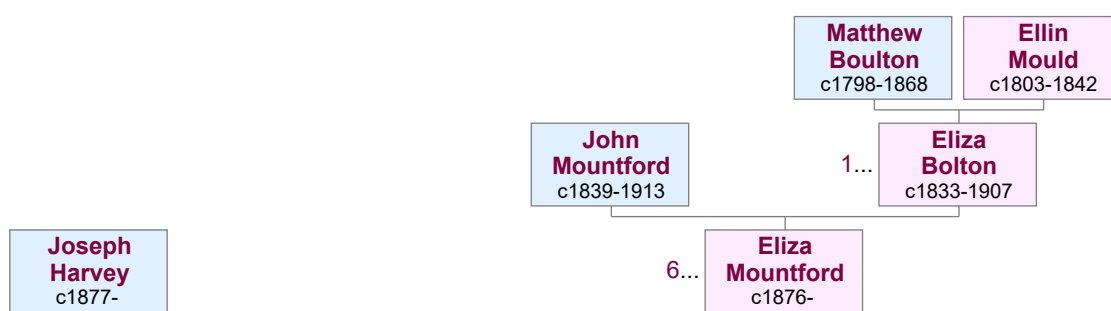 Matthew
Boulton
c1798-1868
Ellin
Mould
c1803-1842
John
Mountford
c1839-1913
1...
Eliza
Bolton
c1833-1907
Joseph
Harvey
c1877-
6...
Eliza
Mountford
c1876-